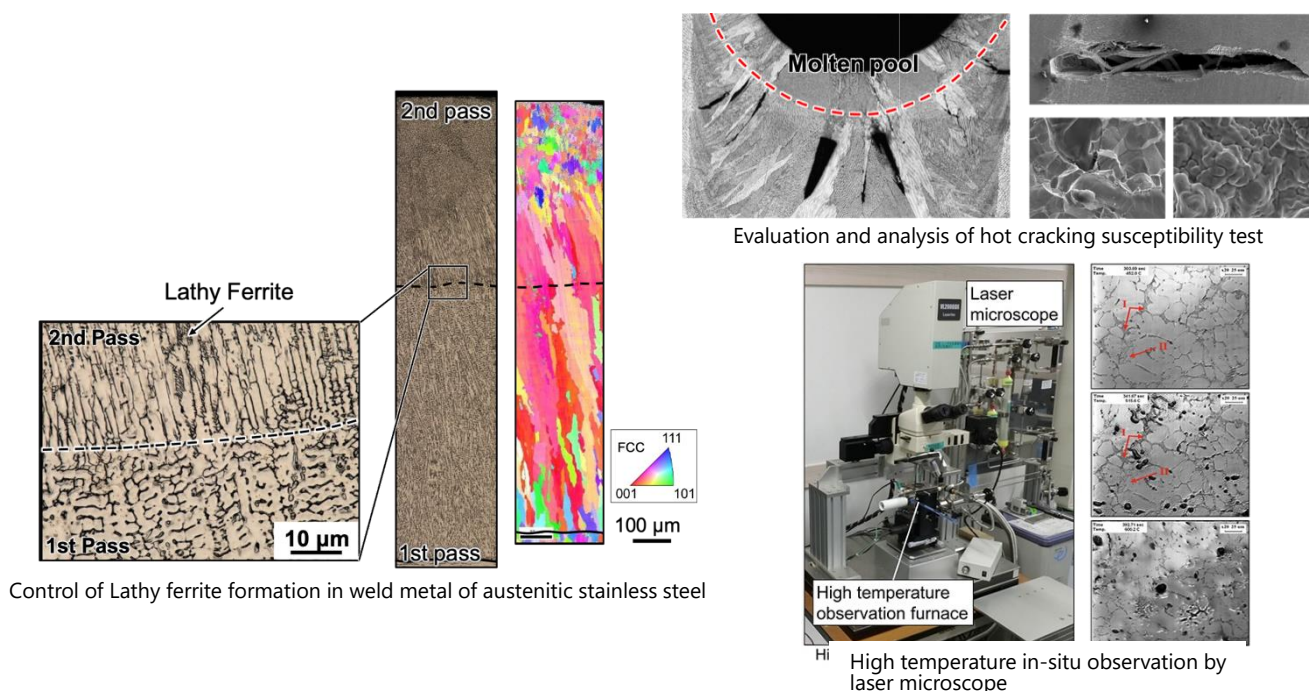 2nd pass
Lathy Ferrite
2nd Pass
1st Pass
10 μm
1st pass
FCC
111
001
101
100 μm
Control of Lathy ferrite formation in weld metal of austenitic stainless steel
Molten pool
Evaluation and analysis of hot cracking susceptibility test
Laser
microscope
High temperature
observation furnace
Hi
I
II
I
II
High temperature in-situ observation by
laser microscope